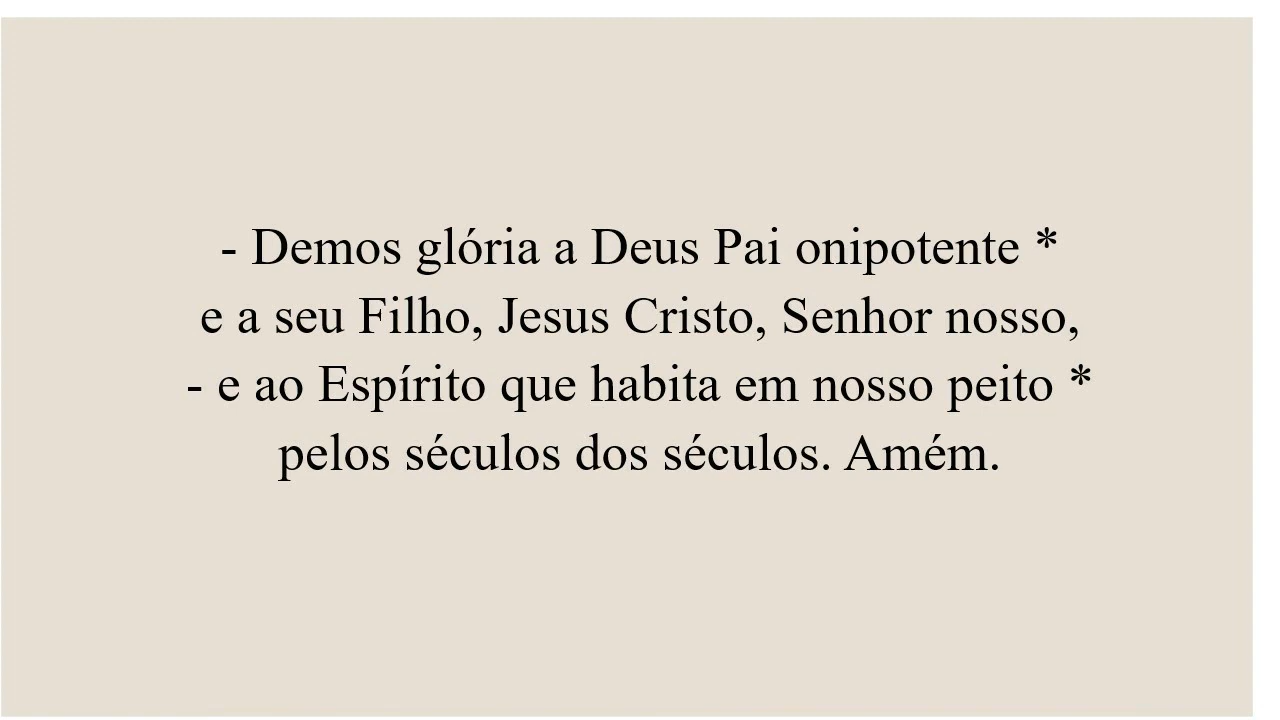 - Demos glória a Deus Pai onipotente *
e a seu Filho, Jesus Cristo, Senhor nosso,
- e ao Espírito que habita em nosso peito *
pelos séculos dos séculos. Amém.